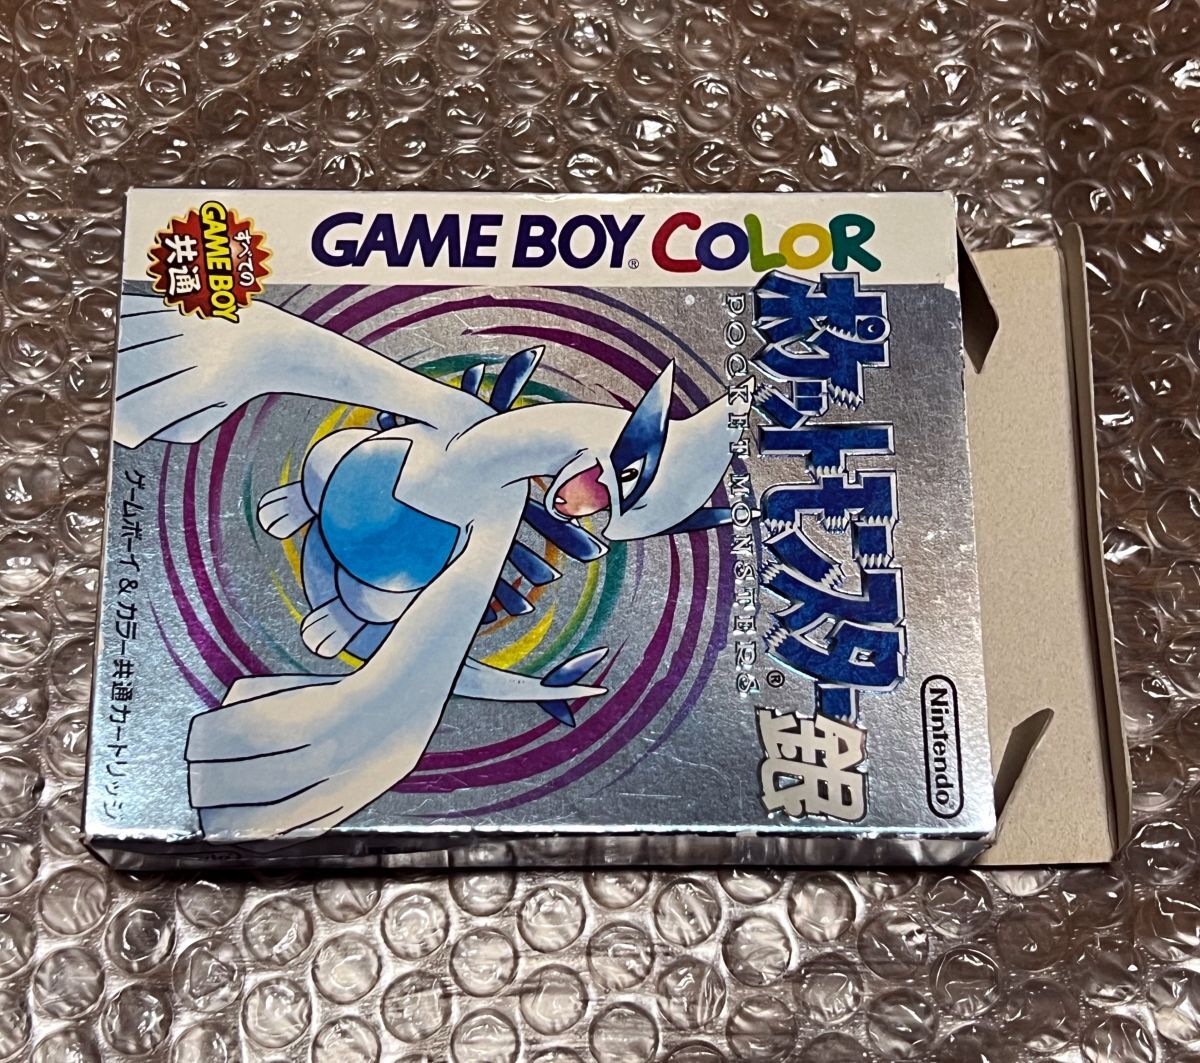 すべての
GAME BOY
共通
GAME BOY® COLOR
ポケットモンスター®
POCKET MONSTERS
銀
Nintendo®
ゲームボーイ&カラー共通カートリッジ